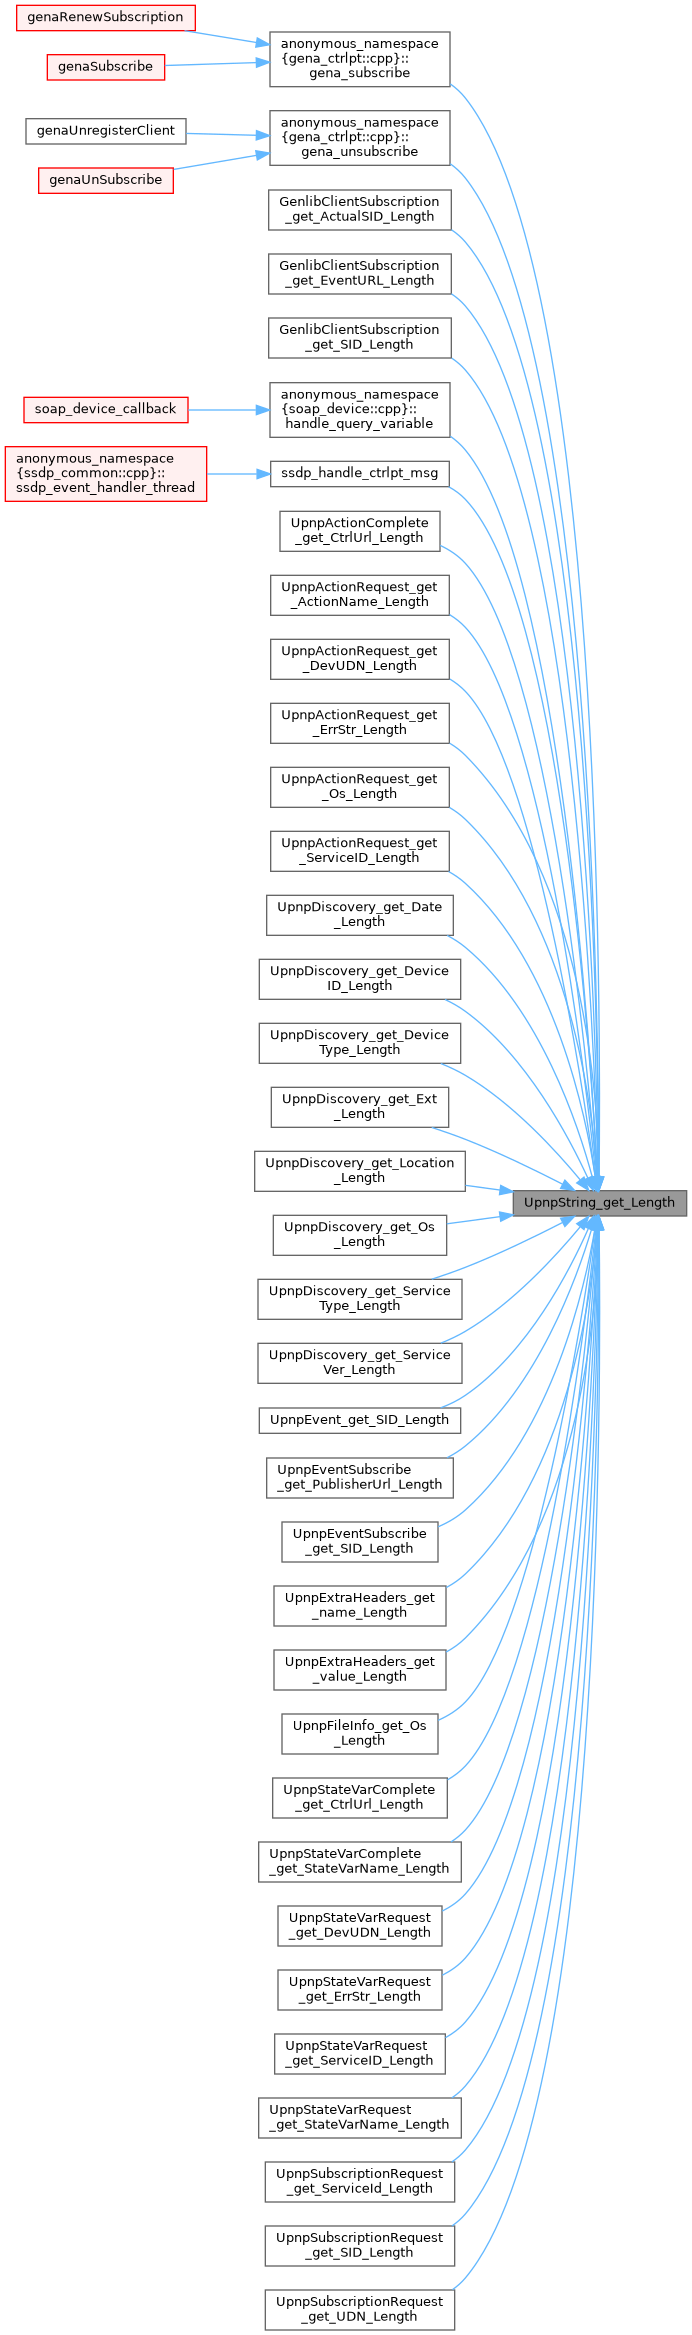 genaRenewSubscription
genaSubscribe
anonymous_namespace
{gena_ctrlpt::cpp}::
gena_subscribe
genaUnregisterClient
genaUnSubscribe
anonymous_namespace
{gena_ctrlpt::cpp}::
gena_unsubscribe
GenlibClientSubscription
_get_ActualSID_Length
GenlibClientSubscription
_get_EventURL_Length
GenlibClientSubscription
_get_SID_Length
soap_device_callback
anonymous_namespace
{soap_device::cpp}::
handle_query_variable
anonymous_namespace
{ssdp_common::cpp}::
ssdp_event_handler_thread
ssdp_handle_ctrlpt_msg
UpnpActionComplete
_get_CtrlUrl_Length
UpnpActionRequest_get
_ActionName_Length
UpnpActionRequest_get
_DevUDN_Length
UpnpActionRequest_get
_ErrStr_Length
UpnpActionRequest_get
_Os_Length
UpnpActionRequest_get
_ServiceID_Length
UpnpDiscovery_get_Date
_Length
UpnpDiscovery_get_Device
ID_Length
UpnpDiscovery_get_Device
Type_Length
UpnpDiscovery_get_Ext
_Length
UpnpDiscovery_get_Location
_Length
UpnpString_get_Length
UpnpDiscovery_get_Os
_Length
UpnpDiscovery_get_Service
Type_Length
UpnpDiscovery_get_Service
Ver_Length
UpnpEvent_get_SID_Length
UpnpEventSubscribe
_get_PublisherUrl_Length
UpnpEventSubscribe
_get_SID_Length
UpnpExtraHeaders_get
_name_Length
UpnpExtraHeaders_get
_value_Length
UpnpFileInfo_get_Os
_Length
UpnpStateVarComplete
_get_CtrlUrl_Length
UpnpStateVarComplete
_get_StateVarName_Length
UpnpStateVarRequest
_get_DevUDN_Length
UpnpStateVarRequest
_get_ErrStr_Length
UpnpStateVarRequest
_get_ServiceID_Length
UpnpStateVarRequest
_get_StateVarName_Length
UpnpSubscriptionRequest
_get_ServiceId_Length
UpnpSubscriptionRequest
_get_SID_Length
UpnpSubscriptionRequest
_get_UDN_Length